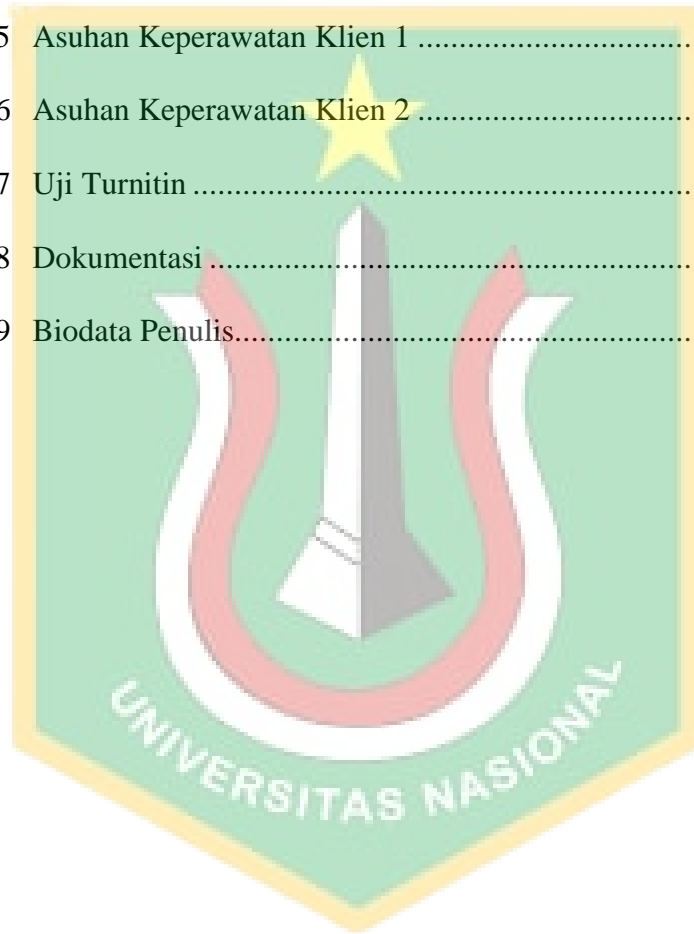 5 Asuhan Keperawatan Klien 1 ..................................
6 Asuhan Keperawatan Klien 2 ..................................
7 Uji Turnitin ..............................................................
8 Dokumentasi ............................................................
9 Biodata Penulis.........................................................
UNIVERSITAS NASIONAL